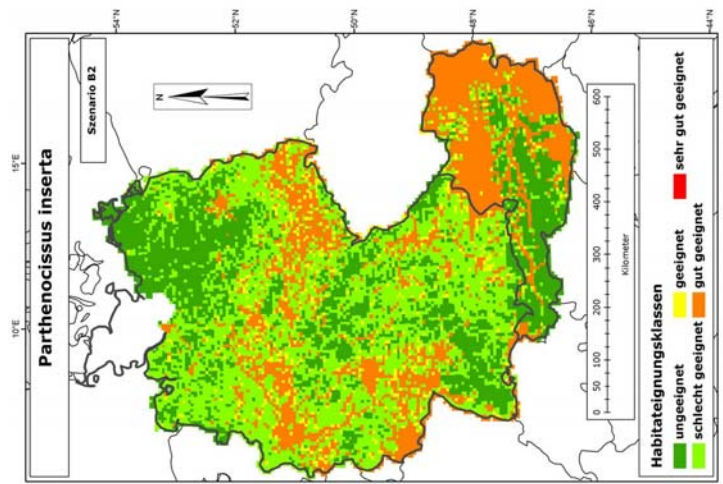 Parthenocissus inserta
Szenario B2
10°E 15°E
N
54°N
52°N
50°N
48°N
46°N
44°N
0 50 100 200 300 400 500 600
Kilometer
Habitateignungsklassen
ungeeignet geeignet sehr gut geeignet
schlecht geeignet gut geeignet